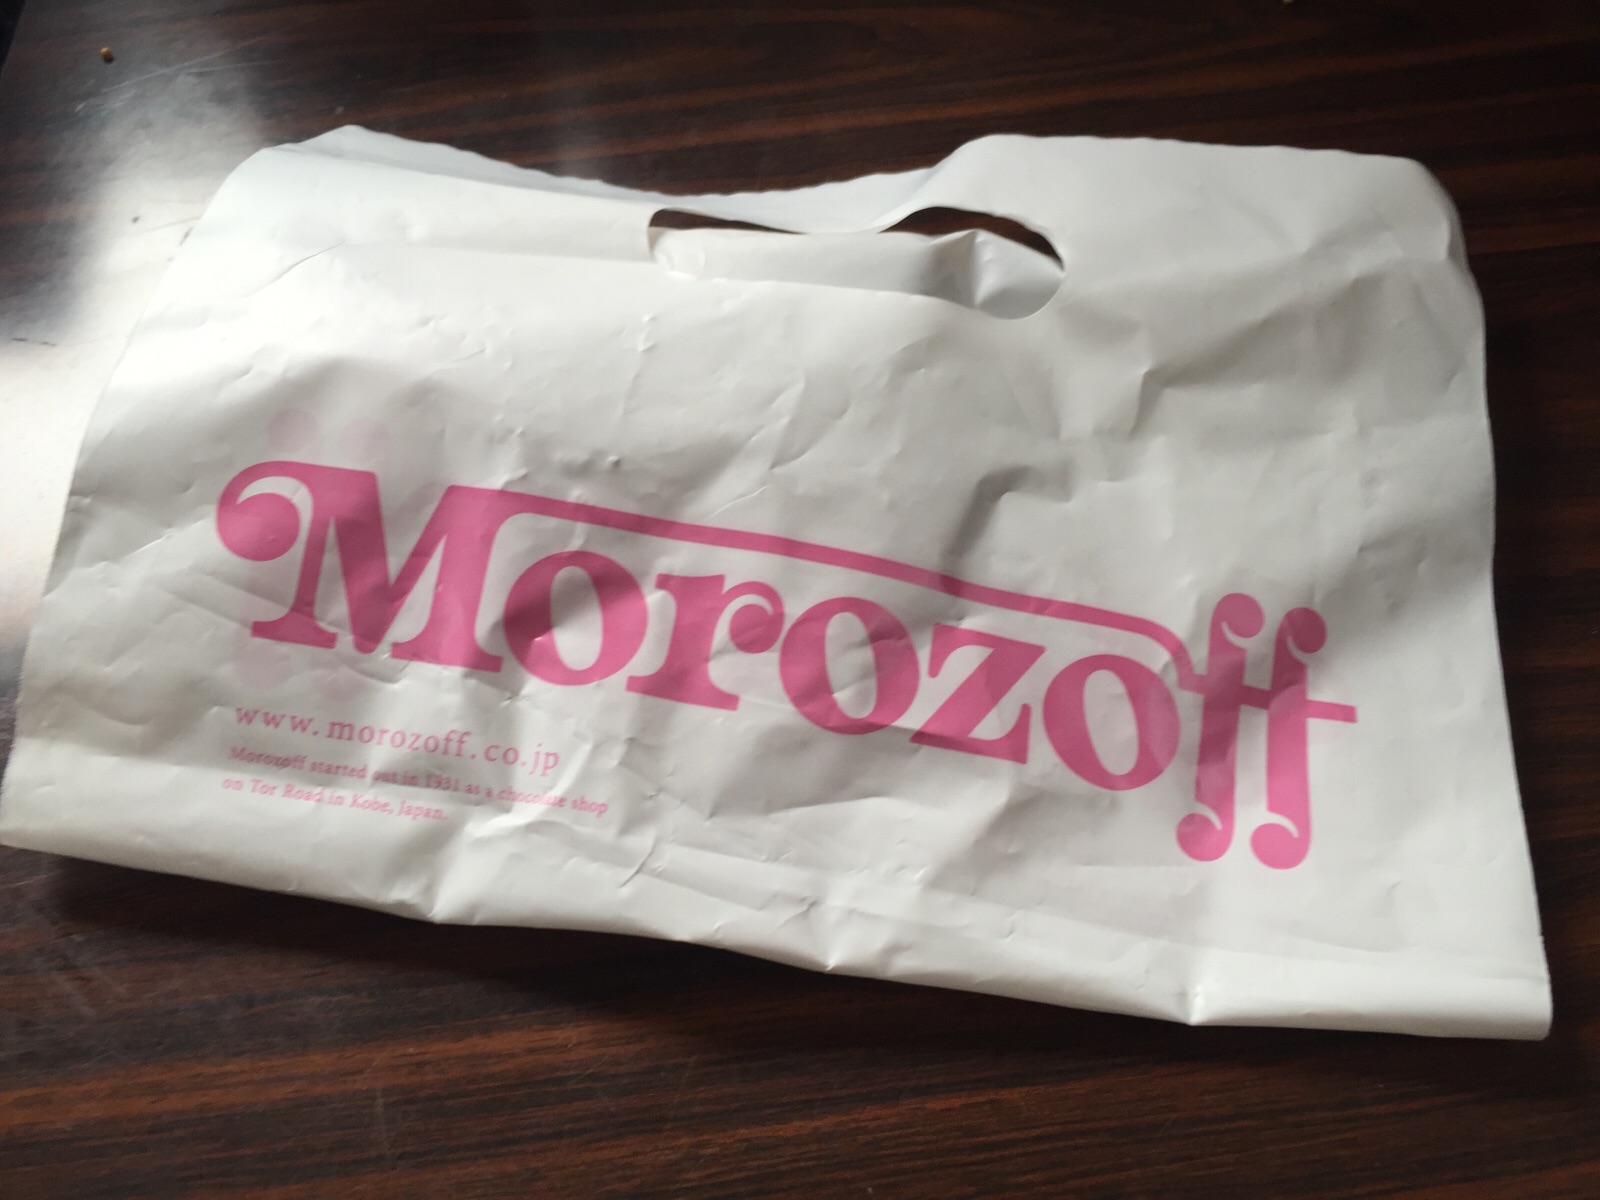 Morozoff
www.morozoff.co.jp
Morozoff started out in 1931 as a chocolate shop
on Tor Road in Kobe, Japan.